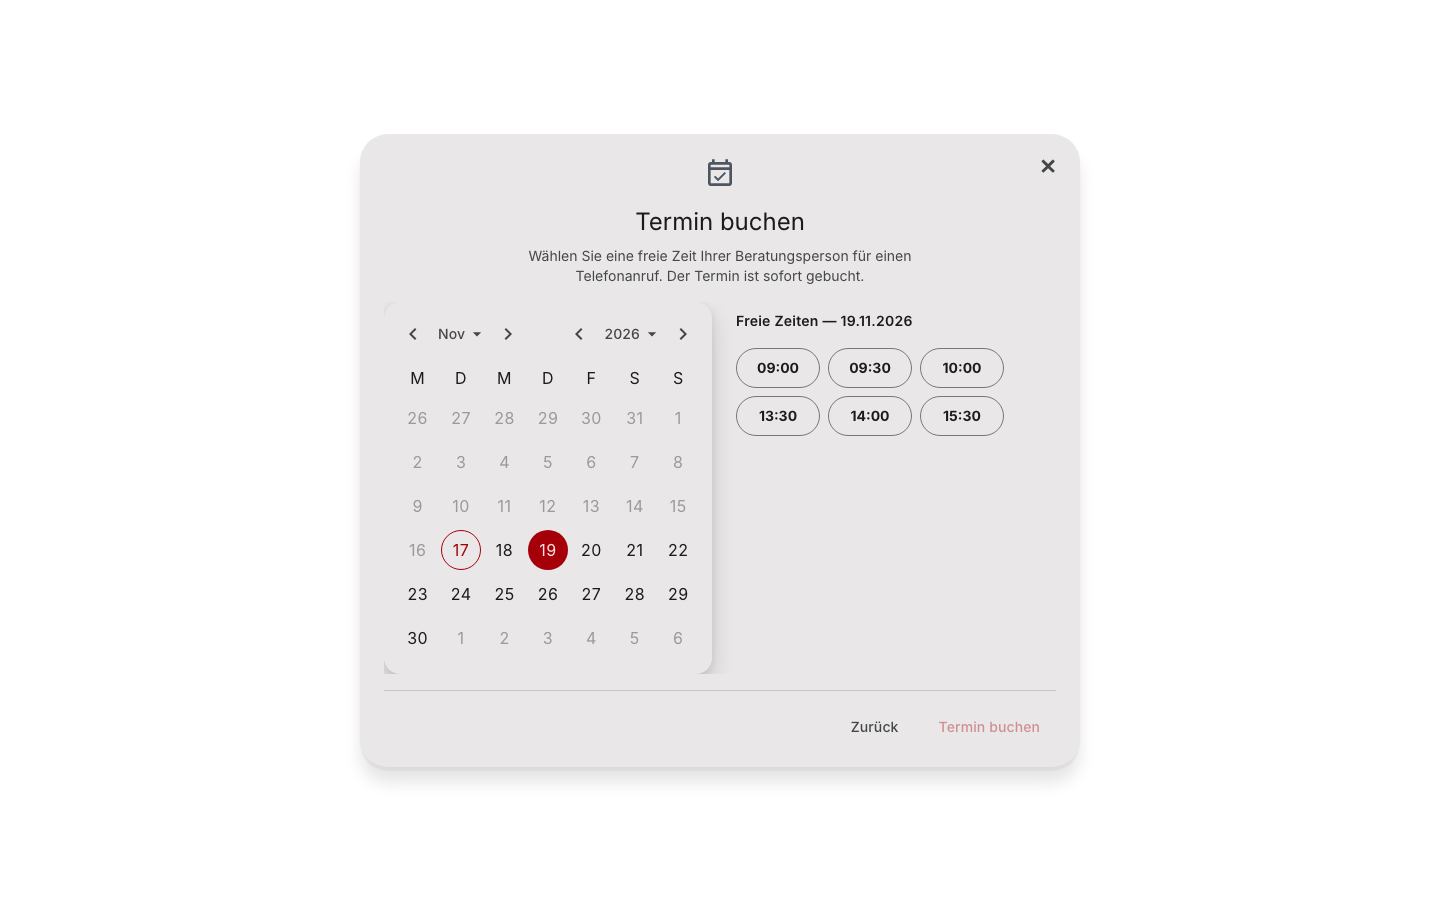 Termin buchen
Wählen Sie eine freie Zeit Ihrer Beratungsperson für einen
Telefonanruf. Der Termin ist sofort gebucht.
Nov 2026
M D M D F S S
26 27 28 29 30 31 1
2 3 4 5 6 7 8
9 10 11 12 13 14 15
16 17 18 19 20 21 22
23 24 25 26 27 28 29
30 1 2 3 4 5 6
Freie Zeiten — 19.11.2026
09:00 09:30 10:00
13:30 14:00 15:30
Zurück Termin buchen